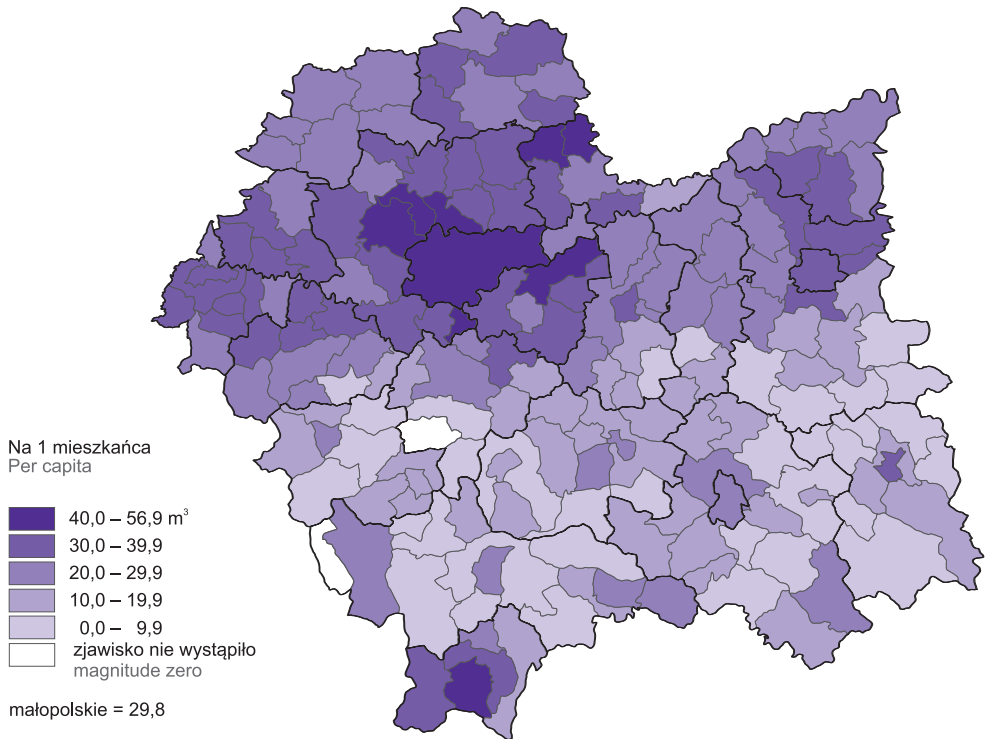 Na 1 mieszkańca
Per capita
40,0 – 56,9 m³
30,0 – 39,9
20,0 – 29,9
10,0 – 19,9
0,0 – 9,9
zjawisko nie wystąpiło
magnitude zero
małopolskie = 29,8